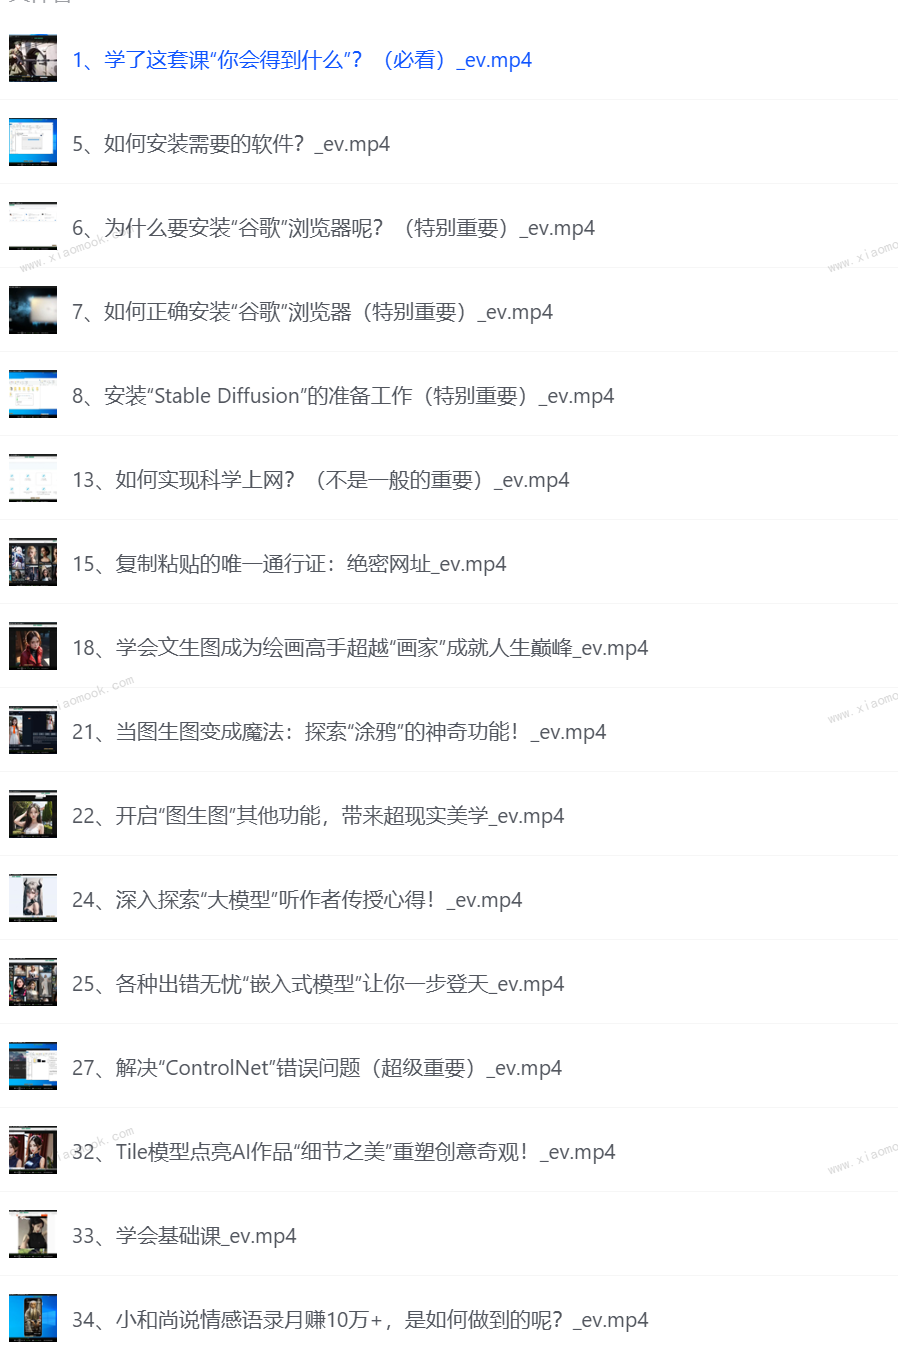 1、学了这套课“你会得到什么”？（必看）_ev.mp4
5、如何安装需要的软件？_ev.mp4
6、为什么要安装“谷歌”浏览器呢？（特别重要）_ev.mp4
www.xiaomook.com
www.xiaomo
7、如何正确安装“谷歌”浏览器（特别重要）_ev.mp4
8、安装“Stable Diffusion”的准备工作（特别重要）_ev.mp4
13、如何实现科学上网？（不是一般的重要）_ev.mp4
15、复制粘贴的唯一通行证：绝密网址_ev.mp4
18、学会文生图成为绘画高手超越“画家”成就人生巅峰_ev.mp4
iaomook.com
www.xiaomo
21、当图生图变成魔法：探索“涂鸦”的神奇功能！_ev.mp4
22、开启“图生图”其他功能，带来超现实美学_ev.mp4
24、深入探索“大模型”听作者传授心得！_ev.mp4
25、各种出错无忧“嵌入式模型”让你一步登天_ev.mp4
27、解决“ControlNet”错误问题（超级重要）_ev.mp4
32、Tile模型点亮AI作品“细节之美”重塑创意奇观！_ev.mp4
www.xiaomo
33、学会基础课_ev.mp4
34、小和尚说情感语录月赚10万+，是如何做到的呢？_ev.mp4